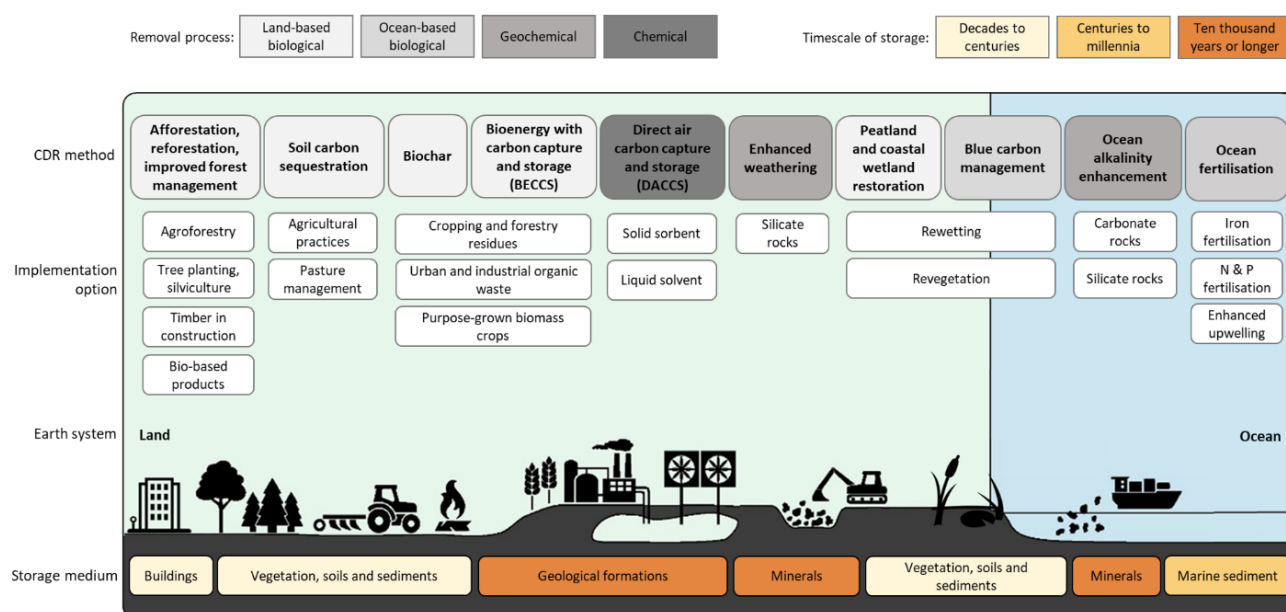 Removal process:
Land-based
biological
Ocean-based
biological
Geochemical
Chemical
Timescale of storage:
Decades to
centuries
Centuries to
millennia
Ten thousand
years or longer
CDR method
Afforestation,
reforestation,
improved forest
management
Soil carbon
sequestration
Biochar
Bioenergy with
carbon capture
and storage
(BECCS)
Direct air
carbon capture
and storage
(DACCS)
Enhanced
weathering
Peatland
and coastal
wetland
restoration
Blue carbon
management
Ocean
alkalinity
enhancement
Ocean
fertilisation
Implementation
option
Agroforestry
Tree planting,
silviculture
Timber in
construction
Bio-based
products
Agricultural
practices
Pasture
management
Cropping and forestry
residues
Urban and industrial organic
waste
Purpose-grown biomass
crops
Solid sorbent
Liquid solvent
Silicate
rocks
Rewetting
Revegetation
Carbonate
rocks
Silicate rocks
Iron
fertilisation
N & P
fertilisation
Enhanced
upwelling
Earth system
Land
Ocean
Storage medium
Buildings
Vegetation, soils and sediments
Geological formations
Minerals
Vegetation, soils and
sediments
Minerals
Marine sediment